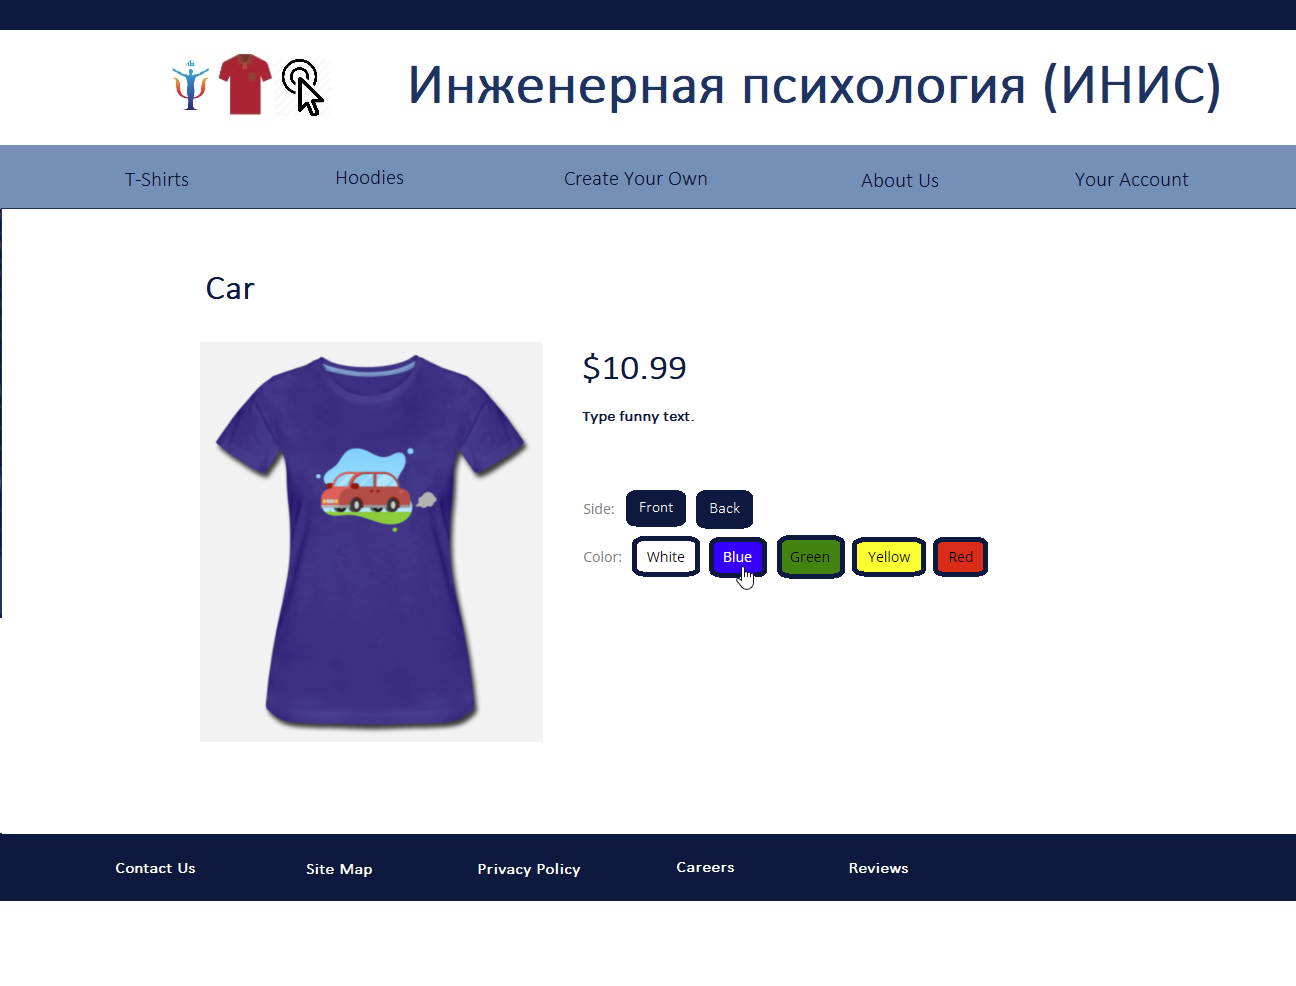 Инженерная психология (ИНИС)
T-Shirts Hoodies Create Your Own About Us Your Account
Car
$10.99
Type funny text.
Side: Front Back
Color: White Blue Green Yellow Red
Contact Us Site Map Privacy Policy Careers Reviews